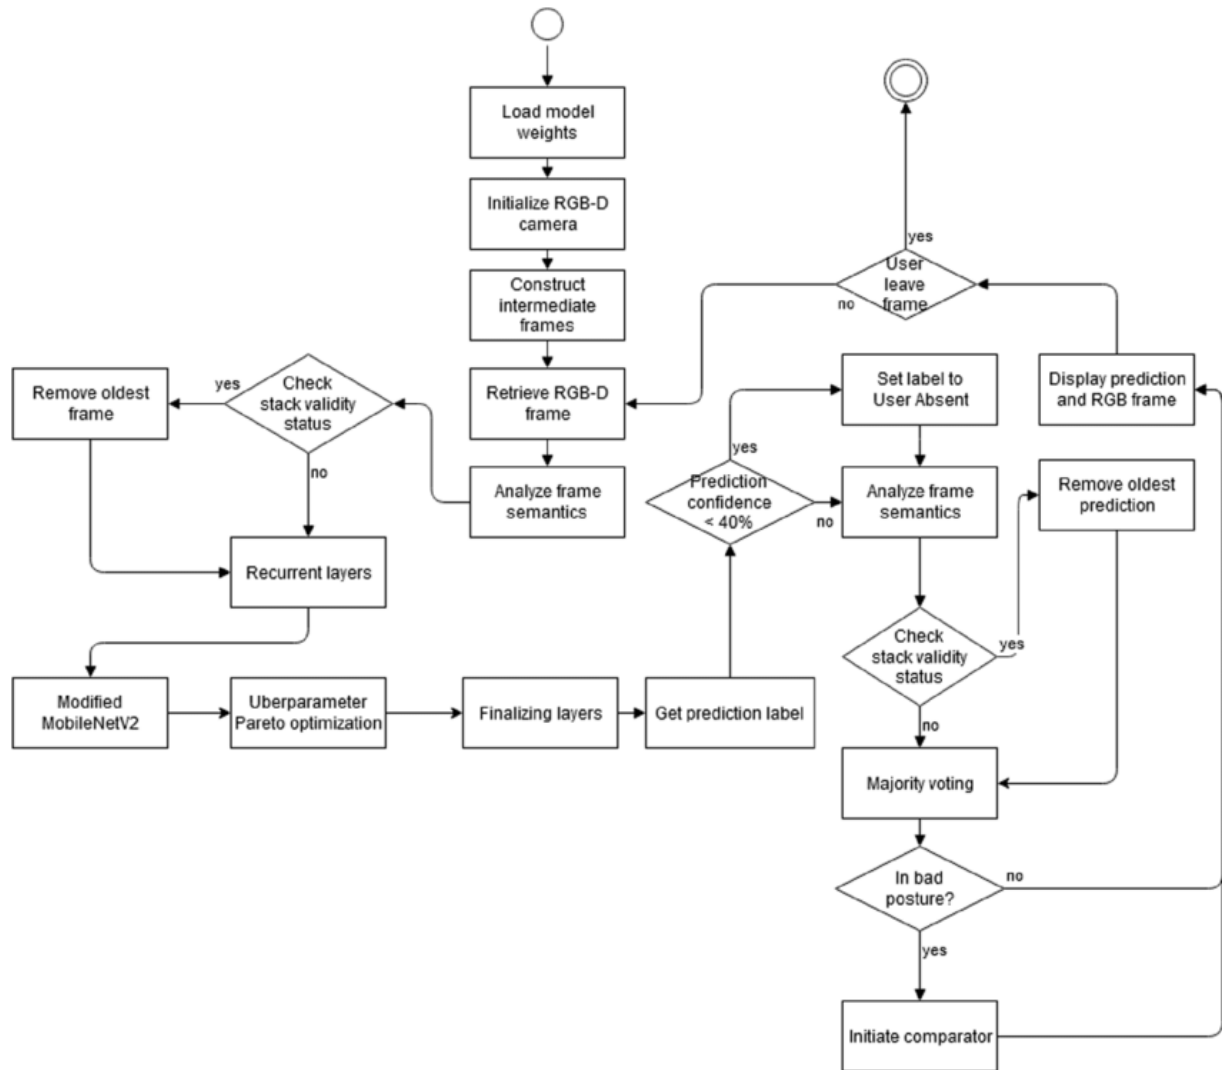 Load model
weights
Initialize RGB-D
camera
Construct
intermediate
frames
Retrieve RGB-D
frame
Analyze frame
semantics
Check
stack validity
status
yes
no
Remove oldest
frame
Recurrent layers
Modified
MobileNetV2
Uberparameter
Pareto optimization
Finalizing layers
Get prediction label
Prediction
confidence
< 40%
yes
no
Set label to
User Absent
Analyze frame
semantics
Check
stack validity
status
yes
no
Remove oldest
prediction
Majority voting
In bad
posture?
no
yes
Initiate comparator
Display prediction
and RGB frame
User
leave
frame
yes
no